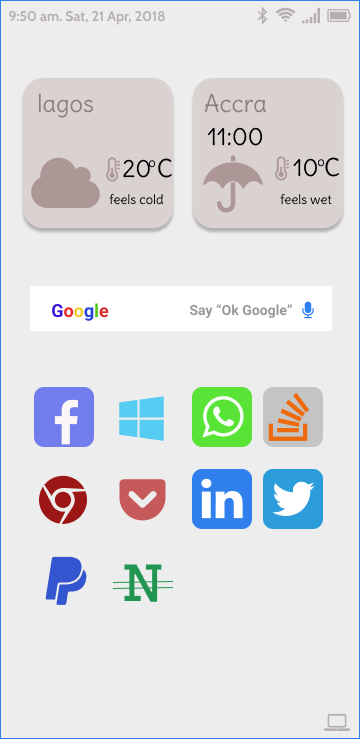 9:50 am. Sat, 21 Apr, 2018
lagos
20°C
feels cold
Accra
11:00
10°C
feels wet
Google
Say “Ok Google”
f
in
N